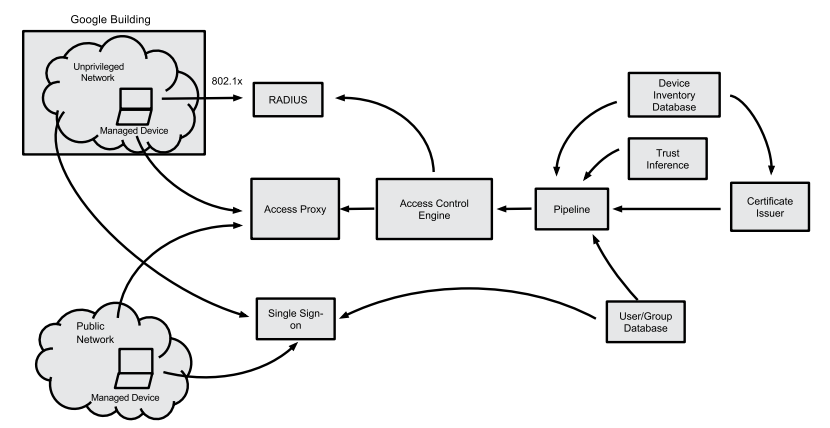 Google Building
Unprivileged
Network
Managed Device
802.1x
RADIUS
Device
Inventory
Database
Trust
Inference
Access Proxy
Access Control
Engine
Pipeline
Certificate
Issuer
Public
Network
Managed Device
Single Sign-
on
User/Group
Database